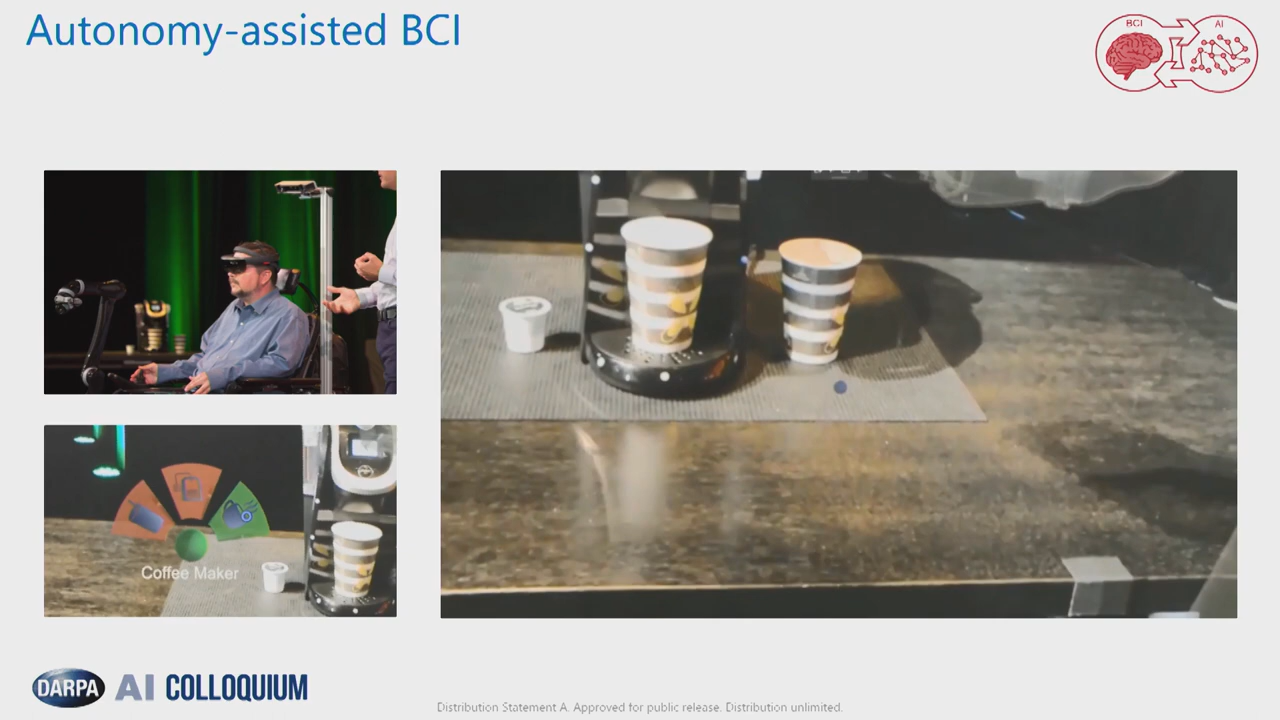 Autonomy-assisted BCI
BCI
AI
Coffee Maker
DARPA AI COLLOQUIUM
Distribution Statement A. Approved for public release. Distribution unlimited.